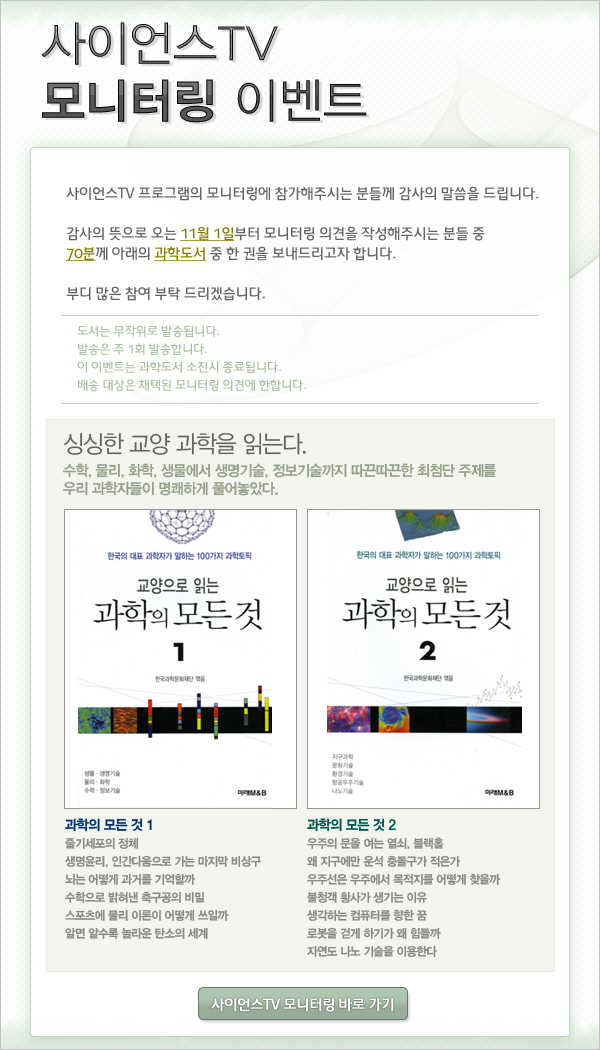 사이언스TV
모니터링 이벤트
사이언스TV 프로그램의 모니터링에 참가해주시는 분들께 감사의 말씀을 드립니다.
감사의 뜻으로 오는 11월 1일부터 모니터링 의견을 작성해주시는 분들 중
70분께 아래의 과학도서 중 한 권을 보내드리고자 합니다.
부디 많은 참여 부탁 드리겠습니다.
도서는 무작위로 발송됩니다.
발송은 주 1회 발송합니다.
이 이벤트는 과학도서 소진시 종료됩니다.
배송 대상은 채택된 모니터링 의견에 한합니다.
싱싱한 교양 과학을 읽는다.
수학, 물리, 화학, 생물에서 생명기술, 정보기술까지 따끈따끈한 최첨단 주제를
우리 과학자들이 명쾌하게 풀어놓았다.
한국의 대표 과학자가 말하는 100가지 과학토픽
교양으로 읽는
과학의 모든 것
1
한국과학문화재단 엮음
생물 · 생명기술
물리 · 화학
수학 · 정보기술
미래M&B
한국의 대표 과학자가 말하는 100가지 과학토픽
교양으로 읽는
과학의 모든 것
2
한국과학문화재단 엮음
지구과학
문화기술
환경기술
항공우주기술
나노기술
미래M&B
과학의 모든 것 1
줄기세포의 정체
생명윤리, 인간다움으로 가는 마지막 비상구
뇌는 어떻게 과거를 기억할까
수학으로 밝혀낸 축구공의 비밀
스포츠에 물리 이론이 어떻게 쓰일까
알면 알수록 놀라운 탄소의 세계
과학의 모든 것 2
우주의 문을 여는 열쇠, 블랙홀
왜 지구에만 운석 충돌구가 적은가
우주선은 우주에서 목적지를 어떻게 찾을까
불청객 황사가 생기는 이유
생각하는 컴퓨터를 향한 꿈
로봇을 걷게 하기가 왜 힘들까
자연도 나노 기술을 이용한다
사이언스TV 모니터링 바로 가기